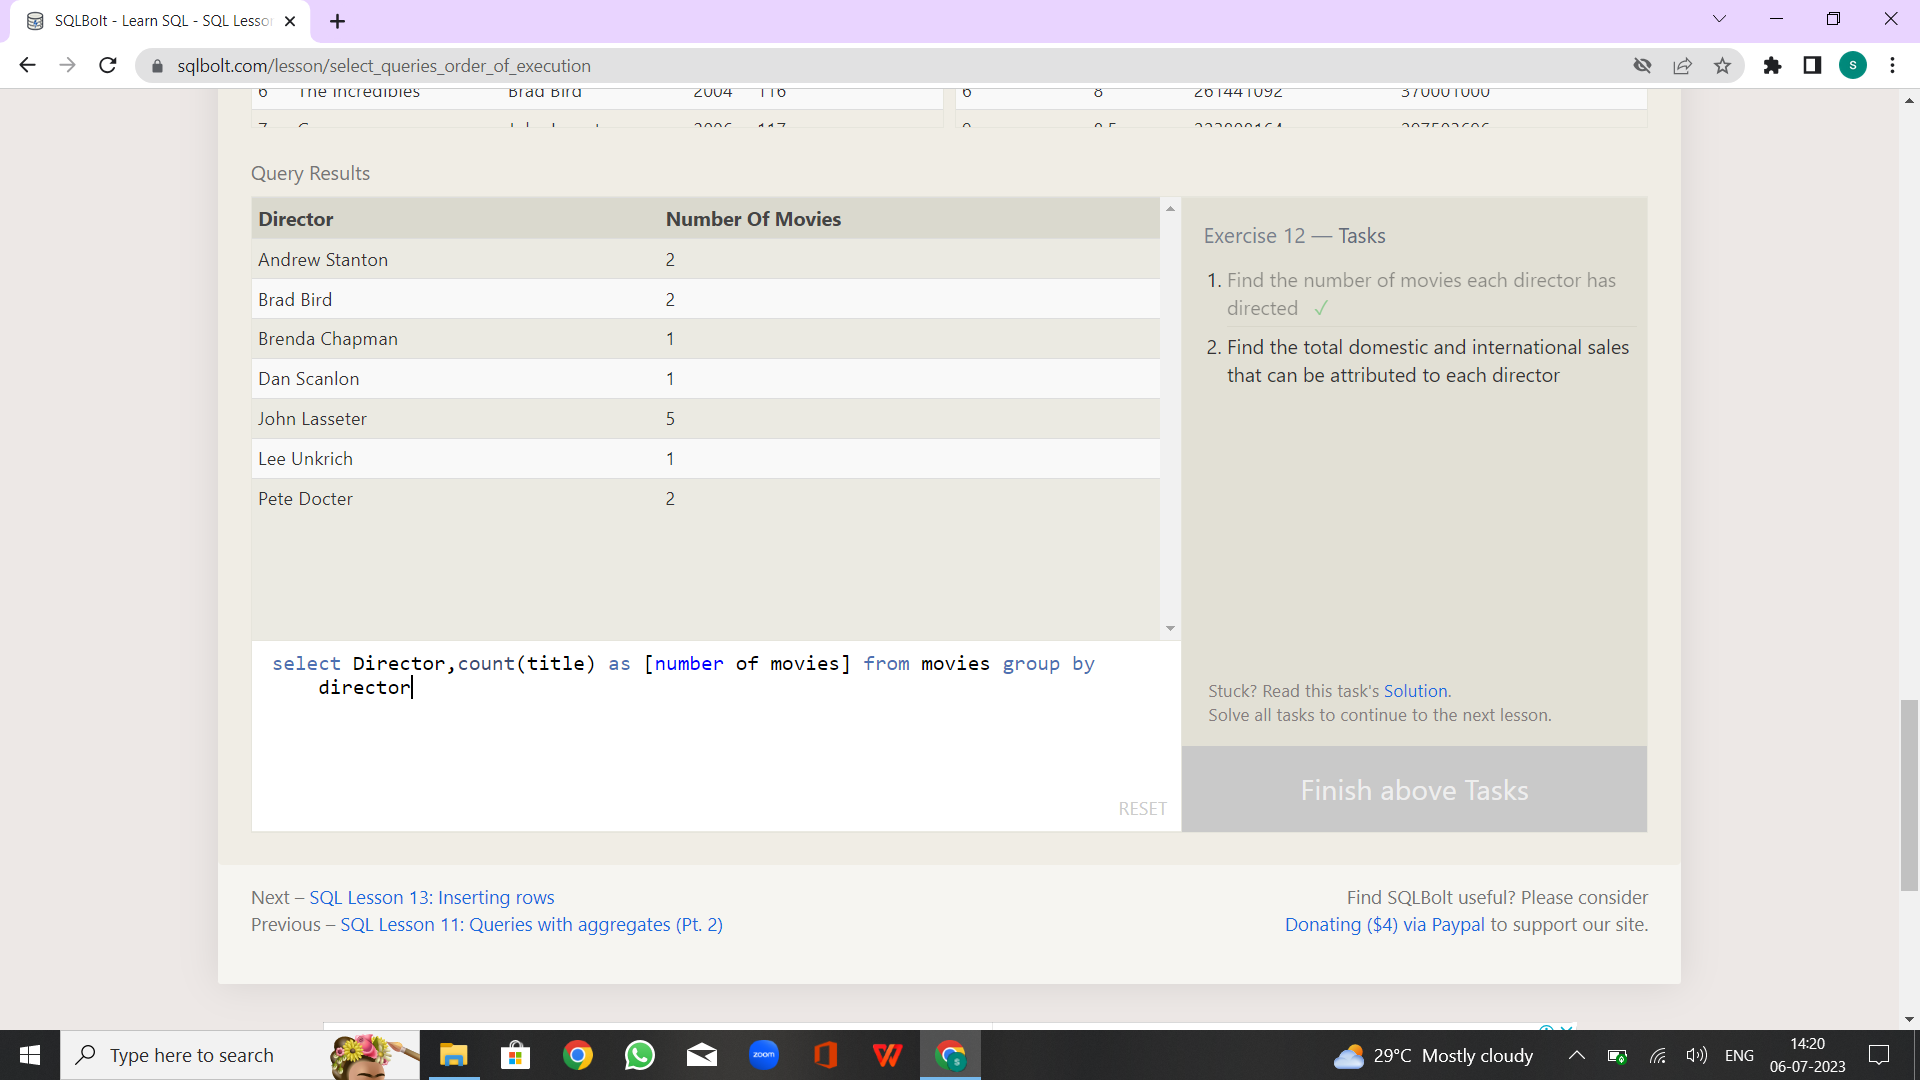 SQLBolt - Learn SQL - SQL Lesso
sqlbolt.com/lesson/select_queries_order_of_execution
S
6 The Incredibles Brad Bird 2004 116
6 8 261441092 370001000
Query Results
Director Number Of Movies
Andrew Stanton 2
Brad Bird 2
Brenda Chapman 1
Dan Scanlon 1
John Lasseter 5
Lee Unkrich 1
Pete Docter 2
Exercise 12 — Tasks
1. Find the number of movies each director has
directed ✓
2. Find the total domestic and international sales
that can be attributed to each director
select Director,count(title) as [number of movies] from movies group by
director
RESET
Stuck? Read this task's Solution.
Solve all tasks to continue to the next lesson.
Finish above Tasks
Next – SQL Lesson 13: Inserting rows
Previous – SQL Lesson 11: Queries with aggregates (Pt. 2)
Find SQLBolt useful? Please consider
Donating ($4) via Paypal to support our site.
Type here to search
zoom
29°C Mostly cloudy
ENG
14:20
06-07-2023